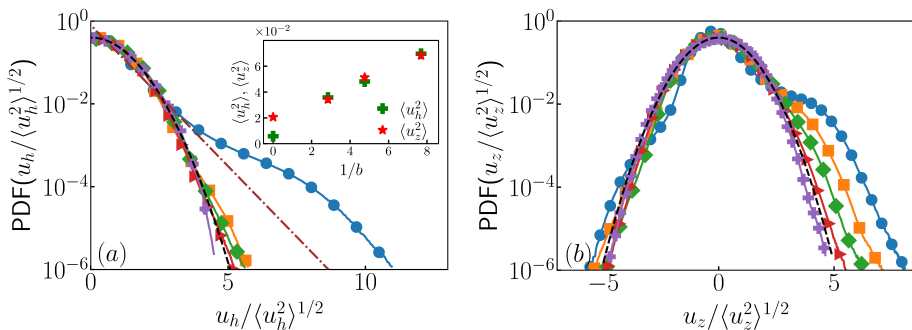 PDF(u_h/⟨u_h^2⟩^{1/2})
10^0
10^{-2}
10^{-4}
10^{-6}
0
5
10
u_h/⟨u_h^2⟩^{1/2}
(a)
×10^{-2}
⟨u_h^2⟩, ⟨u_z^2⟩
8
4
0
0
2
4
6
8
1/b
⟨u_h^2⟩
⟨u_z^2⟩
PDF(u_z/⟨u_z^2⟩^{1/2})
10^0
10^{-2}
10^{-4}
10^{-6}
−5
0
5
u_z/⟨u_z^2⟩^{1/2}
(b)